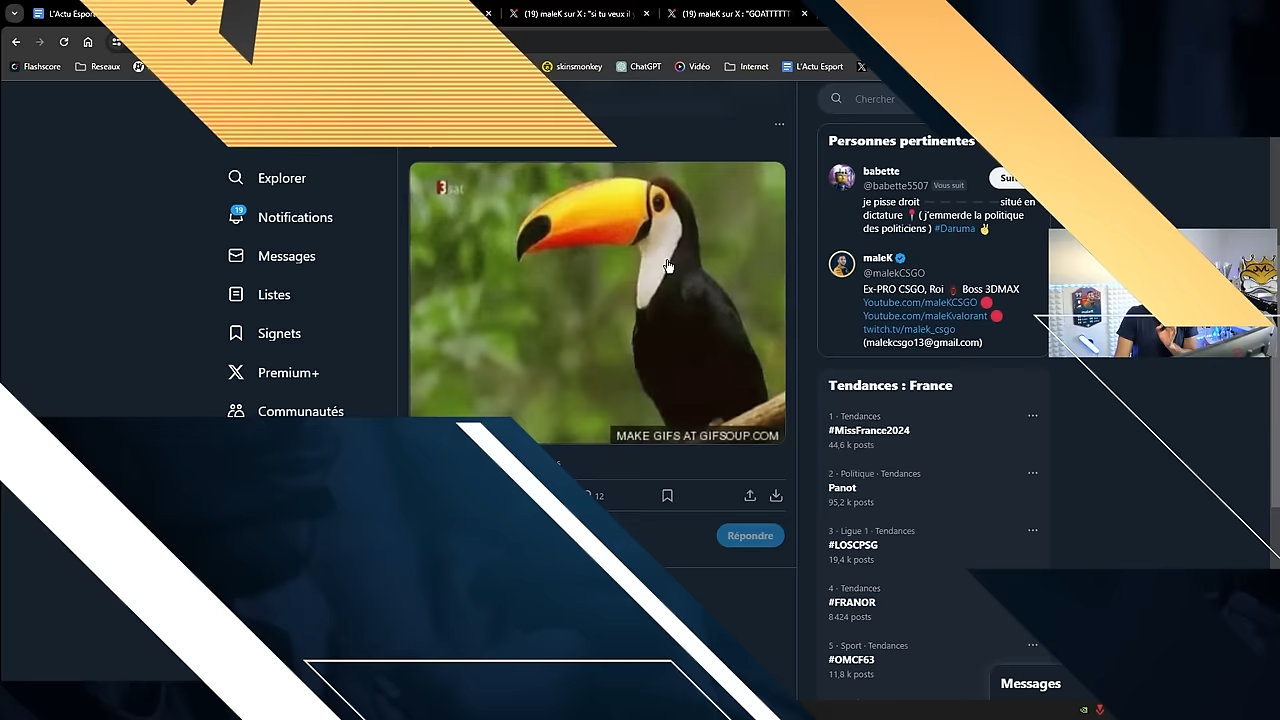 L'Actu Esport
(19) maleK sur X : "si tu veux il
(19) maleK sur X : "GOATTTTT
Flashscore
Reseaux
skinsmonkey
ChatGPT
Vidéo
Internet
L'Actu Esport
Chercher
Explorer
19
Notifications
Messages
Listes
Signets
Premium+
Communautés
3sat
MAKE GIFS AT GIFSOUP.COM
12
Répondre
Personnes pertinentes
babette
@babette5507 Vous suit
je pisse droit situé en
dictature ( j'emmerde la politique
des politiciens ) #Daruma
maleK
@malekCSGO
Ex-PRO CSGO, Roi Boss 3DMAX
Youtube.com/maleKCSGO
Youtube.com/maleKvalorant
twitch.tv/malek_csgo
(malekcsgo13@gmail.com)
Tendances : France
1 · Tendances
#MissFrance2024
44,6 k posts
2 · Politique · Tendances
Panot
95,2 k posts
3 · Ligue 1 · Tendances
#LOSCPSG
19,4 k posts
4 · Tendances
#FRANOR
8 424 posts
5 · Sport · Tendances
#OMCF63
11,8 k posts
Messages